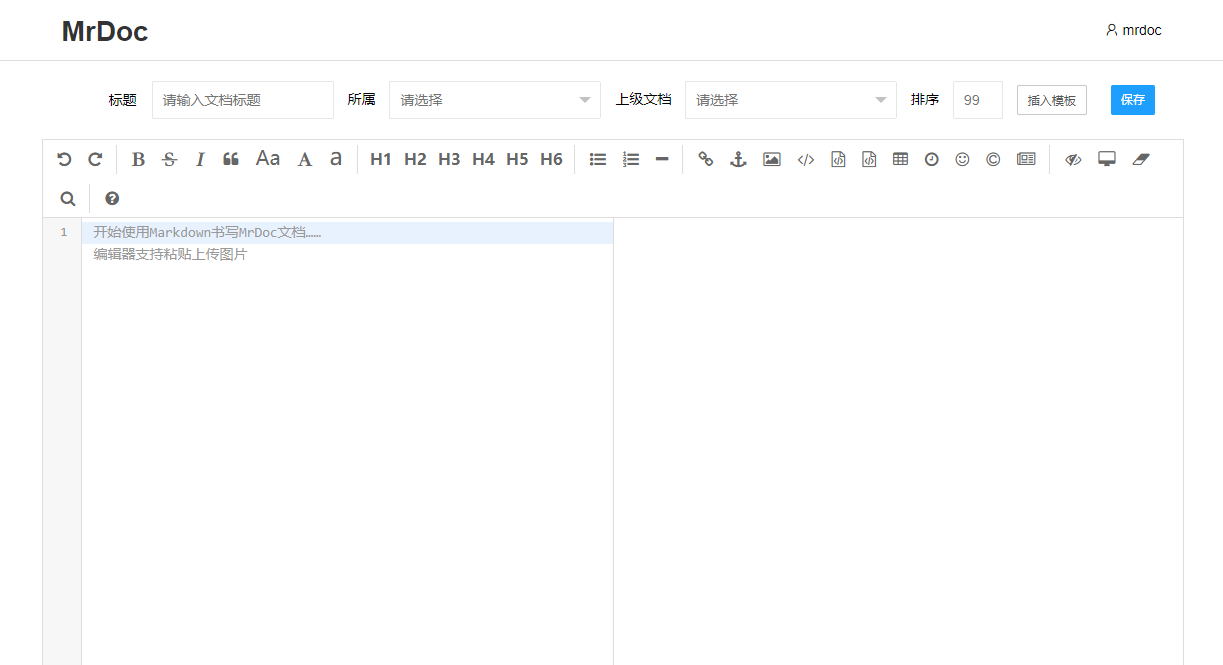 MrDoc
mrdoc
标题 请输入文档标题 所属 请选择 上级文档 请选择 排序 99 插入模板 保存
B S I Aa A a H1 H2 H3 H4 H5 H6
1 开始使用Markdown书写MrDoc文档……
编辑器支持粘贴上传图片